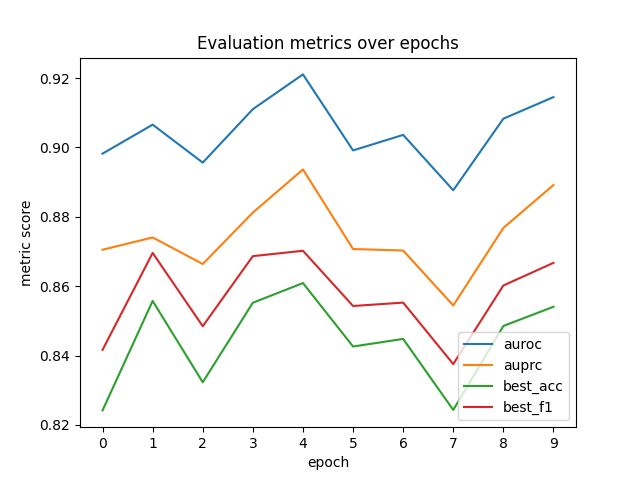 Evaluation metrics over epochs
metric score
0.92
0.90
0.88
0.86
0.84
0.82
0 1 2 3 4 5 6 7 8 9
epoch
auroc
auprc
best_acc
best_f1